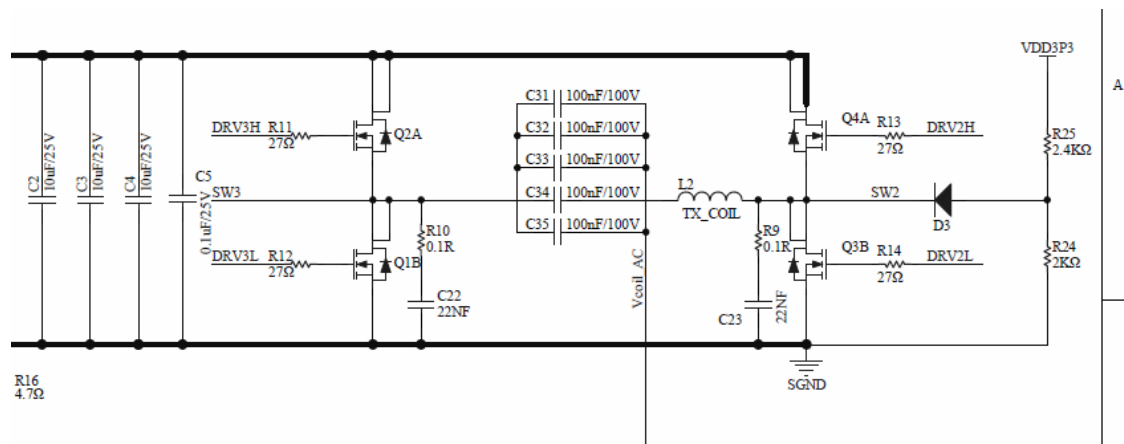 VDD3P3
A
C31 100nF/100V
C32 100nF/100V
C33 100nF/100V
C34 100nF/100V
C35 100nF/100V
DRV3H R11
27Ω
Q2A
Q4A
R13
27Ω
DRV2H
R25
2.4KΩ
C2
10uF/25V
C3
10uF/25V
C4
10uF/25V
C5
0.1uF/25V
SW3
L2
TX_COIL
SW2
D3
R10
0.1R
R9
0.1R
DRV3L R12
27Ω
Q1B
Q3B
R14
27Ω
DRV2L
R24
2KΩ
C22
22NF
Vcoil_AC
C23
22NF
R16
4.7Ω
SGND